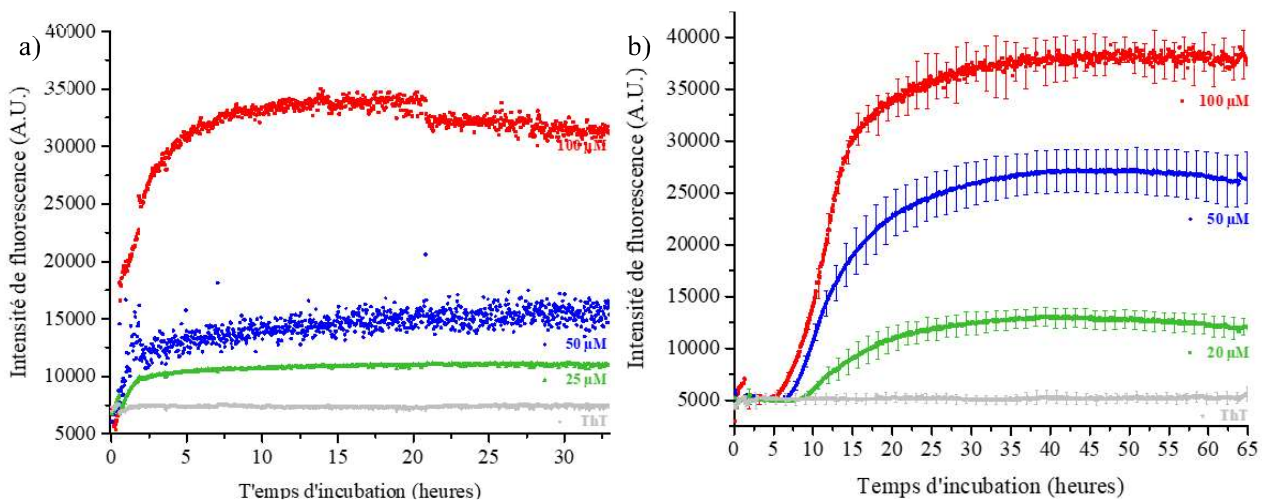 a)
Intensité de fluorescence (A.U.)
40000
35000
30000
25000
20000
15000
10000
5000
100 µM
50 µM
25 µM
ThT
0 5 10 15 20 25 30
T'emps d'incubation (heures)
b)
Intensité de fluorescence (A.U.)
40000
35000
30000
25000
20000
15000
10000
5000
100 µM
50 µM
20 µM
ThT
0 5 10 15 20 25 30 35 40 45 50 55 60 65
Temps d'incubation (heures)